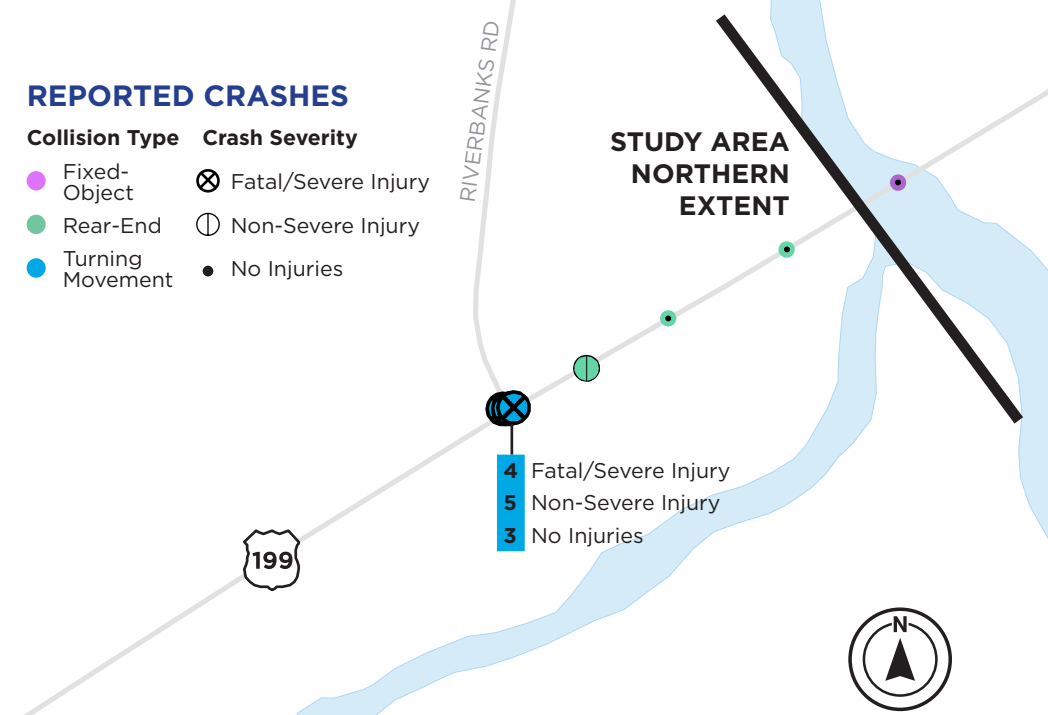 REPORTED CRASHES
Collision Type
Fixed-
Object
Rear-End
Turning
Movement
Crash Severity
Fatal/Severe Injury
Non-Severe Injury
No Injuries
RIVERBANKS RD
STUDY AREA
NORTHERN
EXTENT
4 Fatal/Severe Injury
5 Non-Severe Injury
3 No Injuries
199
N